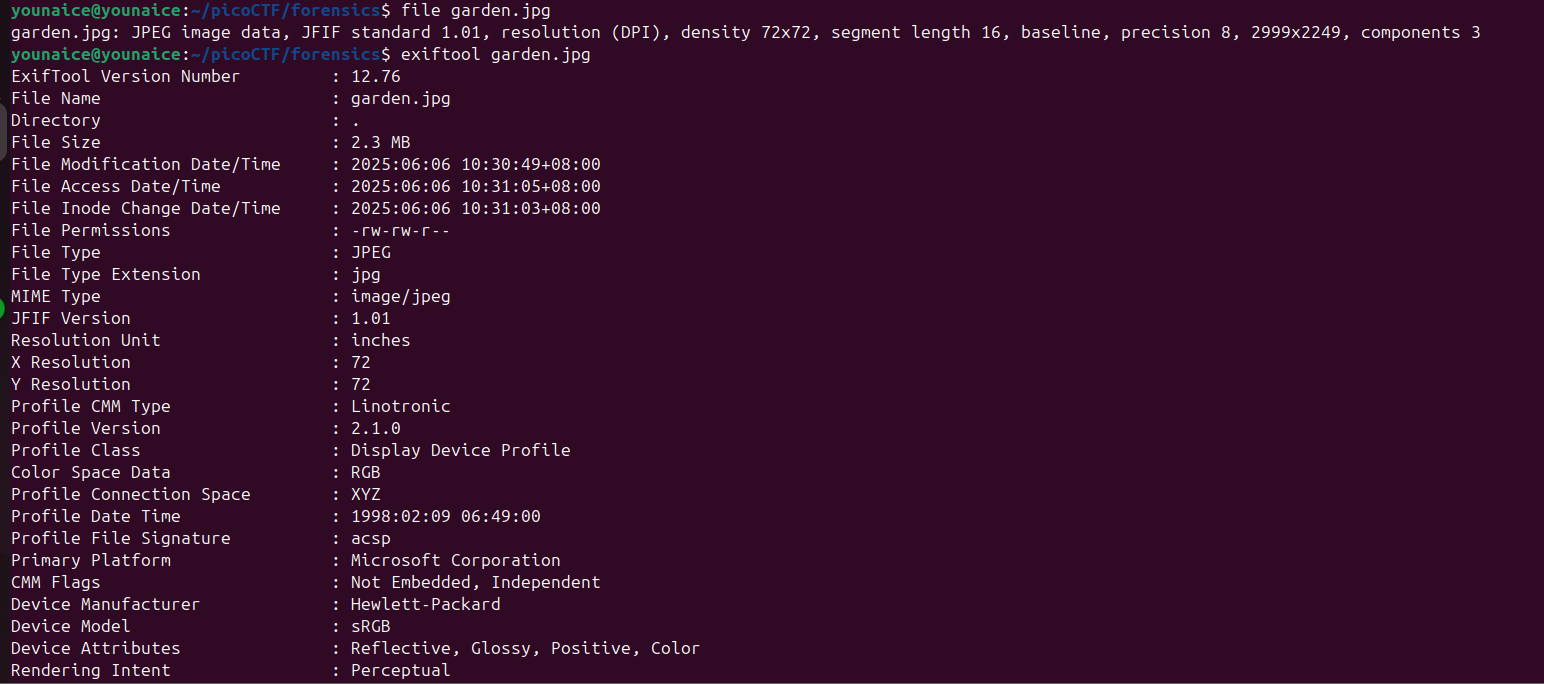 younaice@younaice:~/picoCTF/forensics$ file garden.jpg
garden.jpg: JPEG image data, JFIF standard 1.01, resolution (DPI), density 72x72, segment length 16, baseline, precision 8, 2999x2249, components 3
younaice@younaice:~/picoCTF/forensics$ exiftool garden.jpg
ExifTool Version Number         : 12.76
File Name                       : garden.jpg
Directory                       : .
File Size                       : 2.3 MB
File Modification Date/Time     : 2025:06:06 10:30:49+08:00
File Access Date/Time           : 2025:06:06 10:31:05+08:00
File Inode Change Date/Time     : 2025:06:06 10:31:03+08:00
File Permissions                : -rw-rw-r--
File Type                       : JPEG
File Type Extension             : jpg
MIME Type                       : image/jpeg
JFIF Version                    : 1.01
Resolution Unit                 : inches
X Resolution                    : 72
Y Resolution                    : 72
Profile CMM Type                : Linotronic
Profile Version                 : 2.1.0
Profile Class                   : Display Device Profile
Color Space Data                : RGB
Profile Connection Space        : XYZ
Profile Date Time               : 1998:02:09 06:49:00
Profile File Signature          : acsp
Primary Platform                : Microsoft Corporation
CMM Flags                       : Not Embedded, Independent
Device Manufacturer             : Hewlett-Packard
Device Model                    : sRGB
Device Attributes               : Reflective, Glossy, Positive, Color
Rendering Intent                : Perceptual